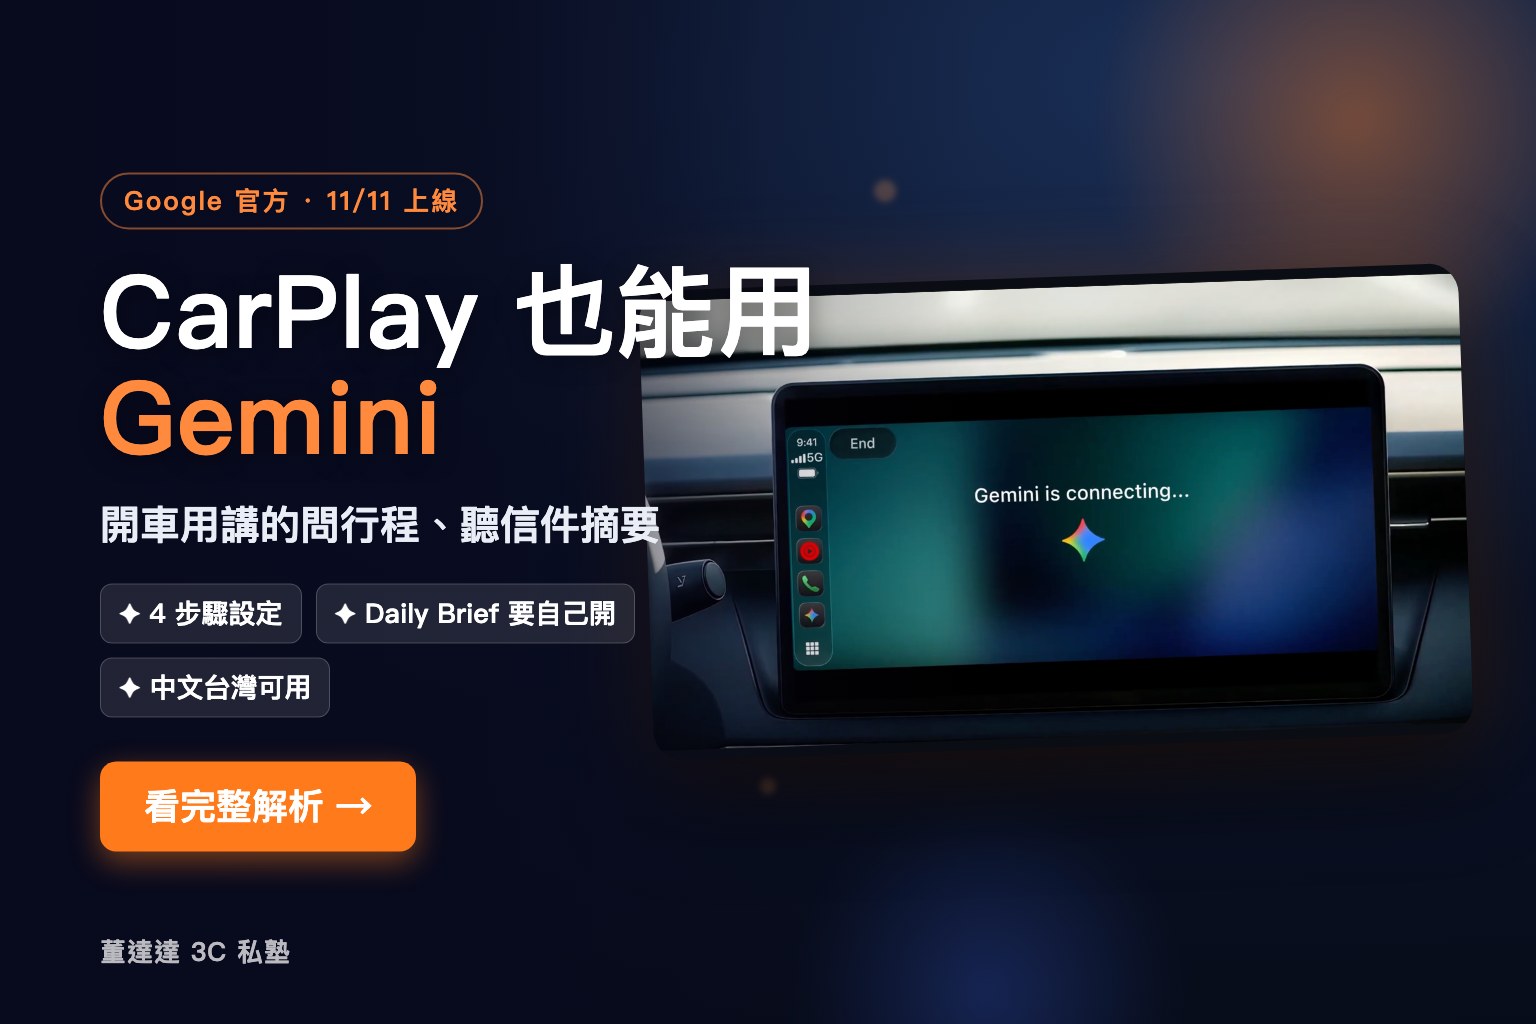 Google 官方 · 11/11 上線
CarPlay 也能用
Gemini
開車用講的問行程、聽信件摘要
✦ 4 步驟設定
✦ Daily Brief 要自己開
✦ 中文台灣可用
看完整解析 →
董達達 3C 私塾
9:41
5G
End
Gemini is connecting...